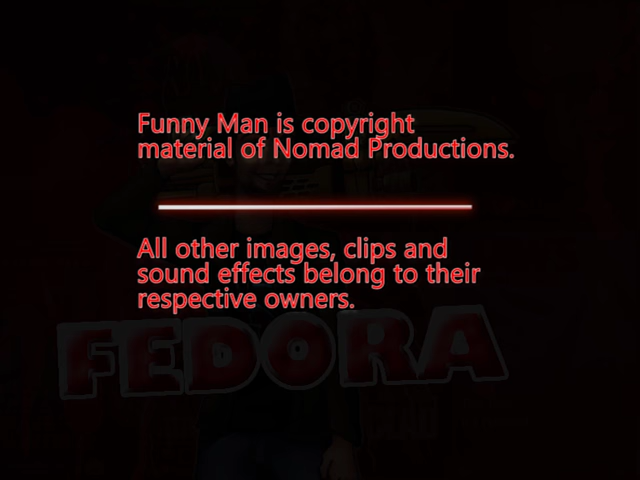 Funny Man is copyright
material of Nomad Productions.
All other images, clips and
sound effects belong to their
respective owners.
FEDORA